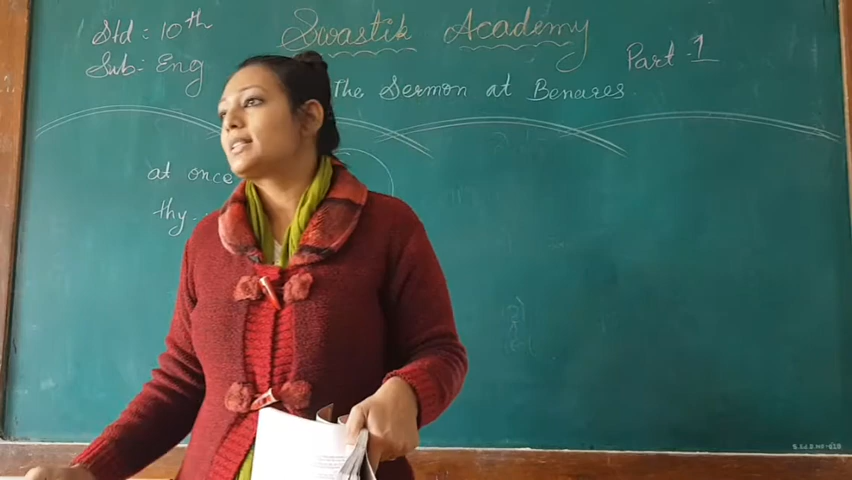 Std : 10th
Swastik Academy
Sub :- Eng
Part - 1
The Sermon at Benares
at once
thy